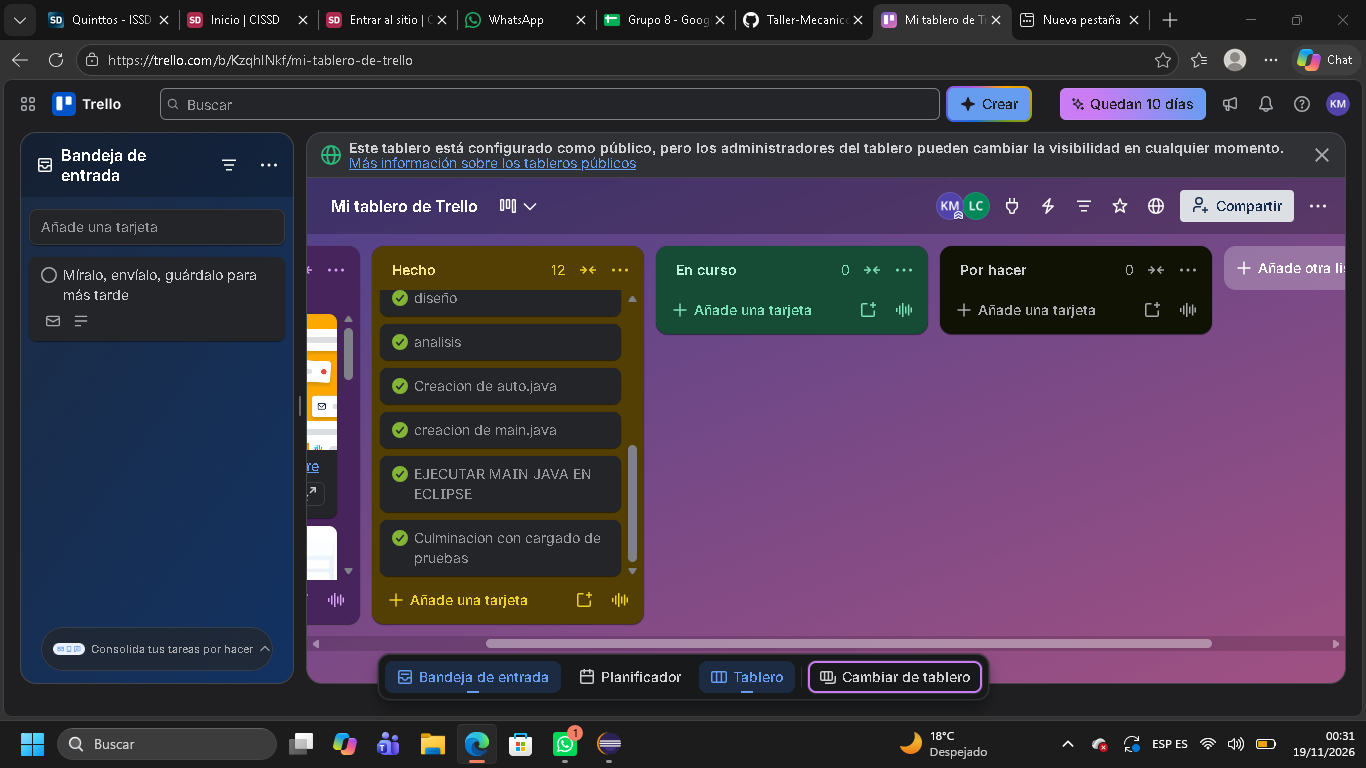 Quinttos - ISSD
Inicio | CISSD
Entrar al sitio | C
WhatsApp
Grupo 8 - Goog
Taller-Mecanico
Mi tablero de Tr
Nueva pestaña
https://trello.com/b/KzqhlNkf/mi-tablero-de-trello
Chat
Trello
Buscar
Crear
Quedan 10 días
KM
Bandeja de
entrada
Añade una tarjeta
Míralo, envíalo, guárdalo para
más tarde
Consolida tus tareas por hacer
Este tablero está configurado como público, pero los administradores del tablero pueden cambiar la visibilidad en cualquier momento.
Más información sobre los tableros públicos
Mi tablero de Trello
KM
LC
Compartir
re
Hecho
12
diseño
analisis
Creacion de auto.java
creacion de main.java
EJECUTAR MAIN JAVA EN
ECLIPSE
Culminacion con cargado de
pruebas
Añade una tarjeta
En curso
0
Añade una tarjeta
Por hacer
0
Añade una tarjeta
Añade otra lis
Bandeja de entrada
Planificador
Tablero
Cambiar de tablero
Buscar
1
18°C
Despejado
ESP ES
00:31
19/11/2026